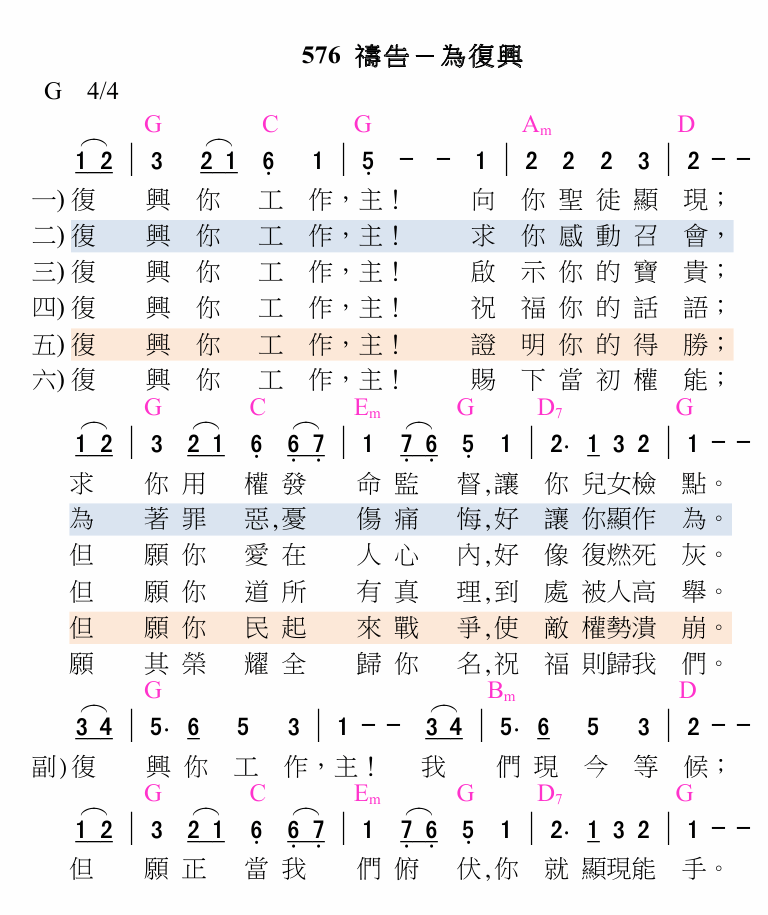 576 禱告－為復興
G 4/4
G C G Am D
1 2 | 3 2 1 6 1 | 5 － － 1 | 2 2 2 3 | 2 － －
一) 復 興 你 工 作，主！ 向 你 聖 徒 顯 現；
二) 復 興 你 工 作，主！ 求 你 感 動 召 會，
三) 復 興 你 工 作，主！ 啟 示 你 的 寶 貴；
四) 復 興 你 工 作，主！ 祝 福 你 的 話 語；
五) 復 興 你 工 作，主！ 證 明 你 的 得 勝；
六) 復 興 你 工 作，主！ 賜 下 當 初 權 能；
G C Em G D7 G
1 2 | 3 2 1 6 6 7 | 1 7 6 5 1 | 2. 1 3 2 | 1 － －
求 你 用 權 發 命 監 督,讓 你 兒女檢 點。
為 著 罪 惡,憂 傷 痛 悔,好 讓 你顯作 為。
但 願 你 愛 在 人 心 內,好 像 復燃死 灰。
但 願 你 道 所 有 真 理,到 處 被人高 舉。
但 願 你 民 起 來 戰 爭,使 敵 權勢潰 崩。
願 其 榮 耀 全 歸 你 名,祝 福 則歸我 們。
G Bm D
3 4 | 5. 6 5 3 | 1 － － 3 4 | 5. 6 5 3 | 2 － －
副) 復 興 你 工 作，主！ 我 們 現 今 等 候；
G C Em G D7 G
1 2 | 3 2 1 6 6 7 | 1 7 6 5 1 | 2. 1 3 2 | 1 － －
但 願 正 當 我 們 俯 伏,你 就 顯現能 手。